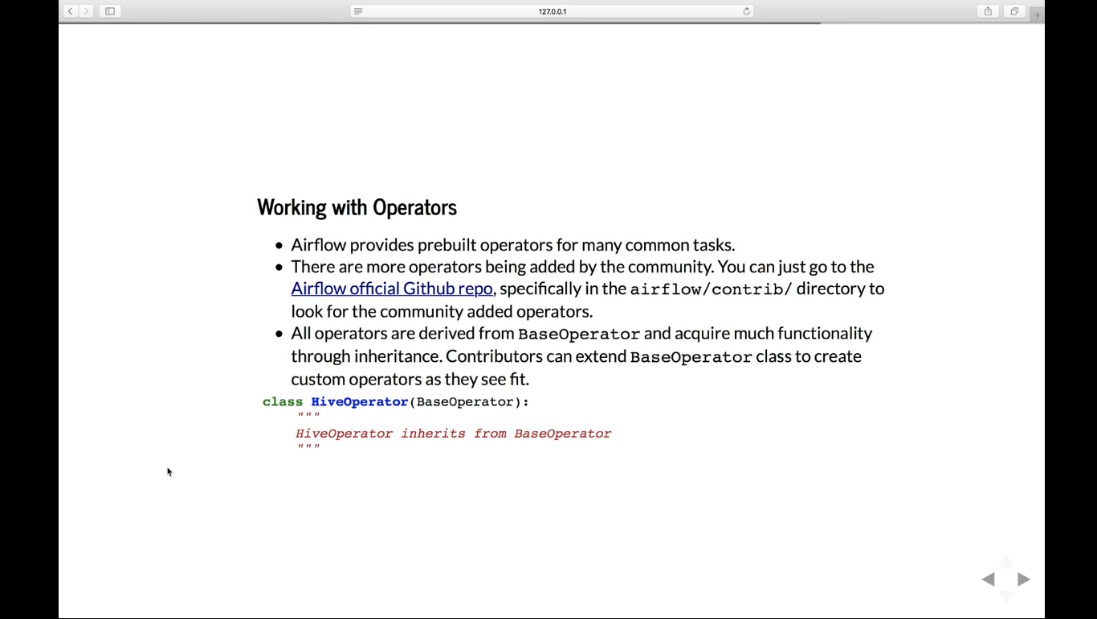 127.0.0.1
Working with Operators
• Airflow provides prebuilt operators for many common tasks.
• There are more operators being added by the community. You can just go to the
Airflow official Github repo, specifically in the airflow/contrib/ directory to
look for the community added operators.
• All operators are derived from BaseOperator and acquire much functionality
through inheritance. Contributors can extend BaseOperator class to create
custom operators as they see fit.
class HiveOperator(BaseOperator):
"""
HiveOperator inherits from BaseOperator
"""